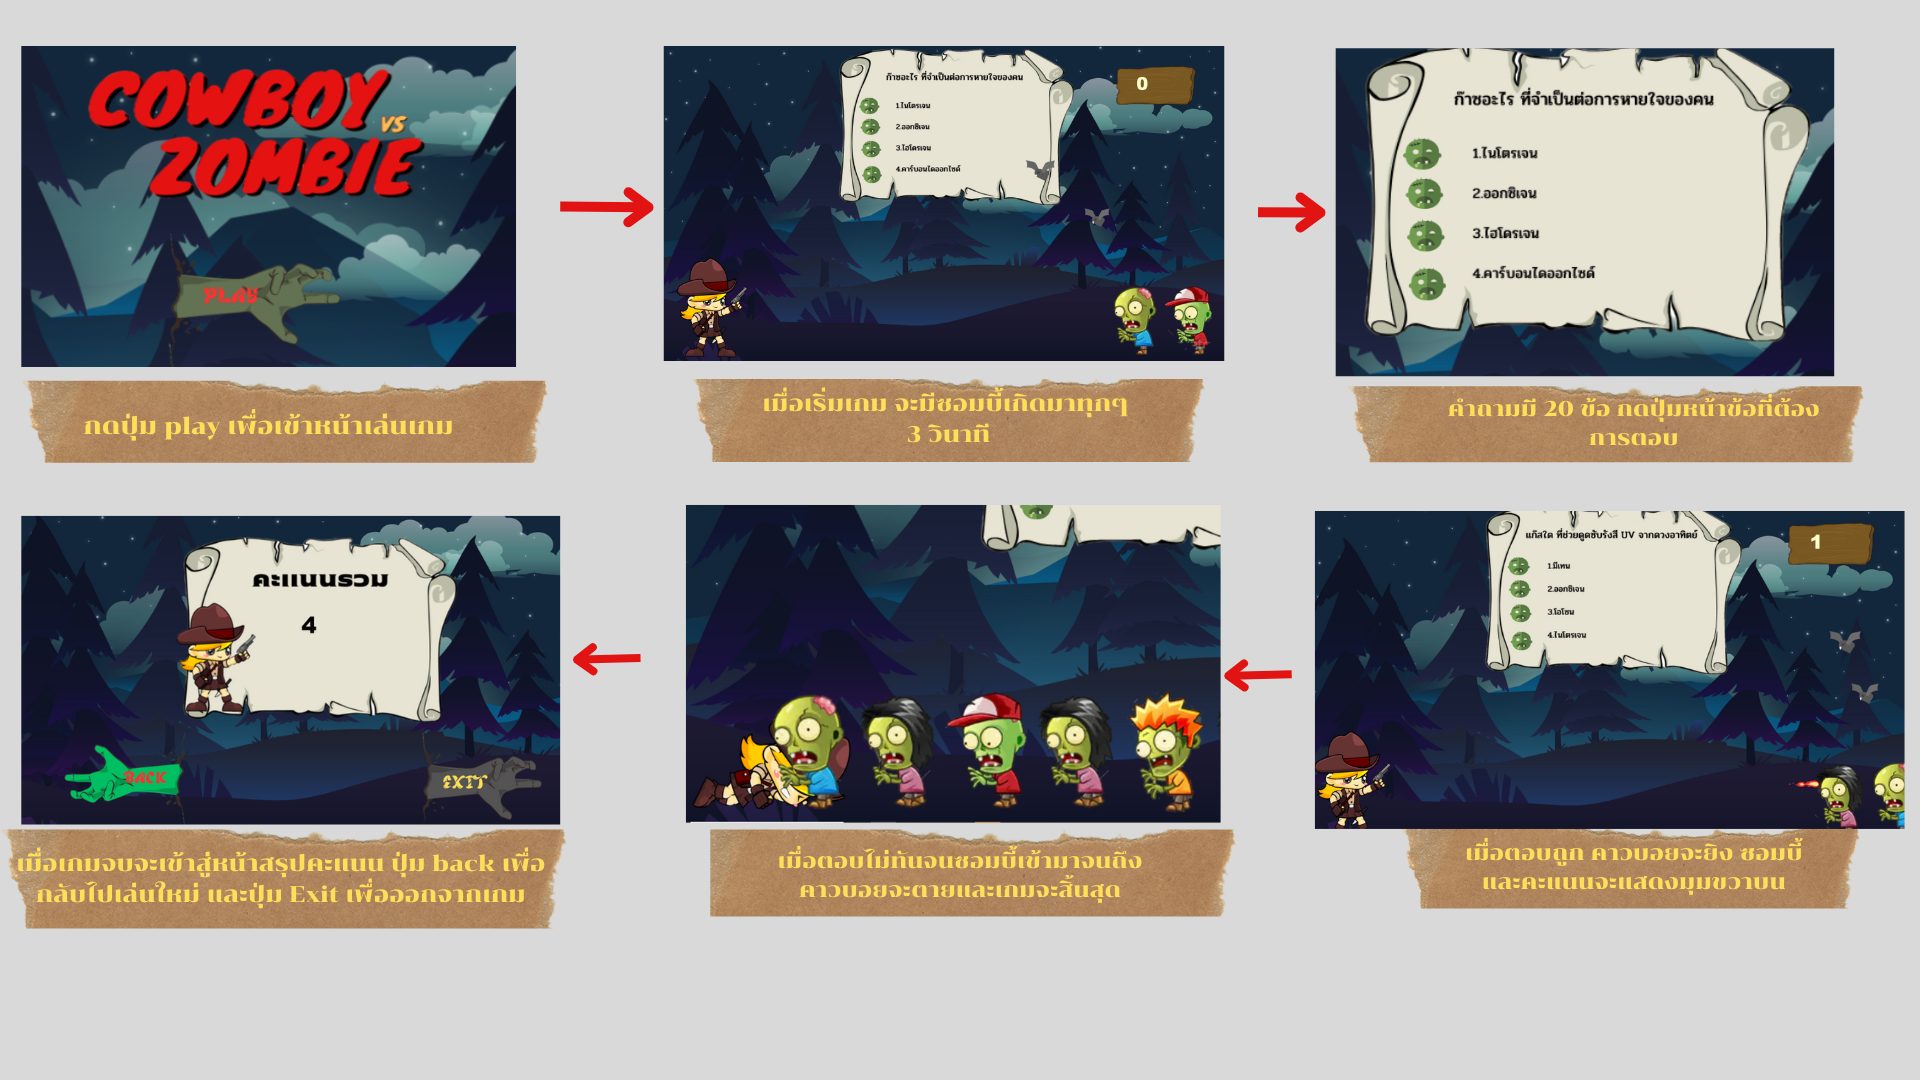 COWBOY
VS
ZOMBIE
PLAY
กดปุ่ม play เพื่อเข้าหน้าเล่นเกม
ก๊าซอะไร ที่จำเป็นต่อการหายใจของคน
1.ไนโตรเจน
2.ออกซิเจน
3.ไฮโดรเจน
4.คาร์บอนไดออกไซด์
0
เมื่อเริ่มเกม จะมีซอมบี้เกิดมาทุกๆ
3 วินาที
ก๊าซอะไร ที่จำเป็นต่อการหายใจของคน
1.ไนโตรเจน
2.ออกซิเจน
3.ไฮโดรเจน
4.คาร์บอนไดออกไซด์
คำถามมี 20 ข้อ กดปุ่มหน้าข้อที่ต้อง
การตอบ
แก๊สใด ที่ช่วยดูดซับรังสี UV จากดวงอาทิตย์
1.มีเทน
2.ออกซิเจน
3.โอโซน
4.ไนโตรเจน
1
เมื่อตอบถูก คาวบอยจะยิง ซอมบี้
และคะแนนจะแสดงมุมขวาบน
เมื่อตอบไม่ทันจนซอมบี้เข้ามาจนถึง
คาวบอยจะตายและเกมจะสิ้นสุด
คะแนนรวม
4
BACK
EXIT
เมื่อเกมจบจะเข้าสู่หน้าสรุปคะแนน ปุ่ม back เพื่อ
กลับไปเล่นใหม่ และปุ่ม Exit เพื่อออกจากเกม